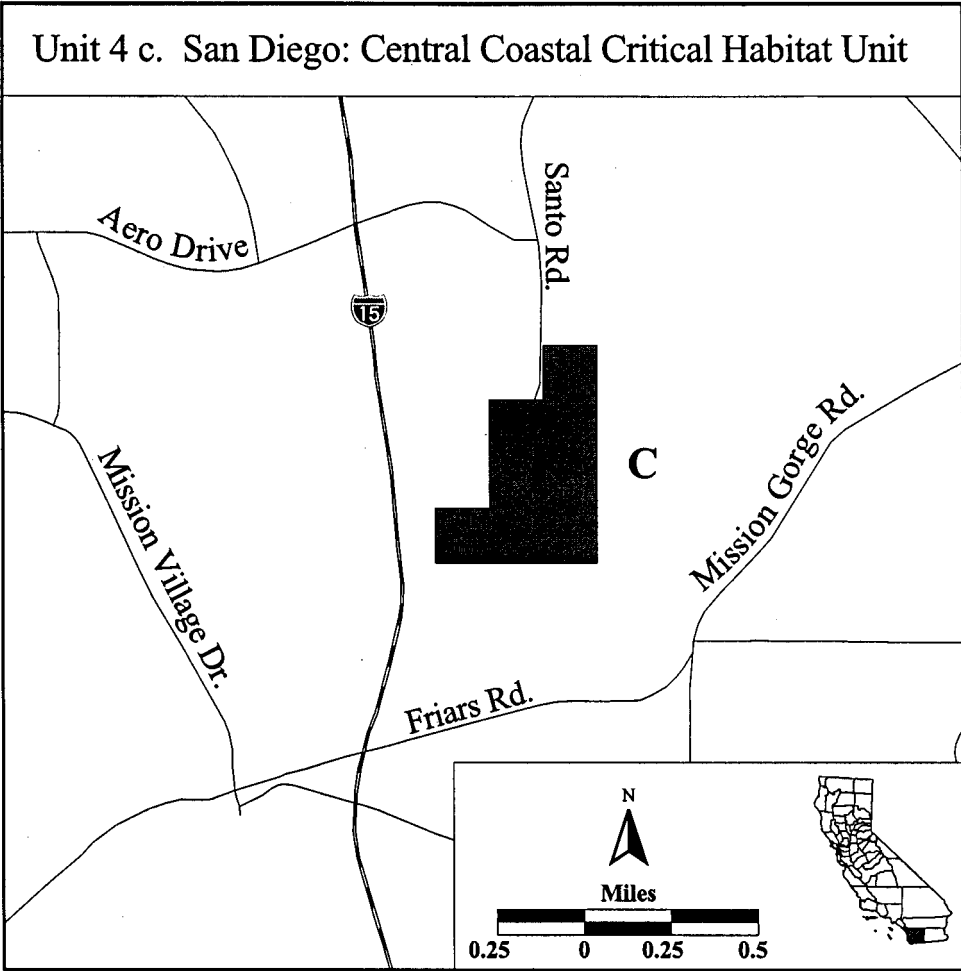 Unit 4 c. San Diego: Central Coastal Critical Habitat Unit
Aero Drive
Santo Rd.
15
C
Mission Gorge Rd.
Mission Village Dr.
Friars Rd.
N
Miles
0.25 0 0.25 0.5